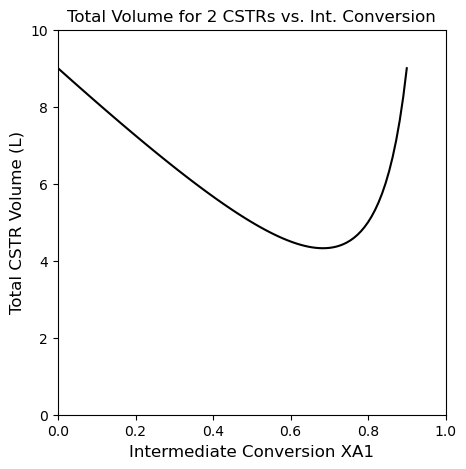 Total Volume for 2 CSTRs vs. Int. Conversion
10
8
6
4
2
0
Total CSTR Volume (L)
0.0 0.2 0.4 0.6 0.8 1.0
Intermediate Conversion XA1